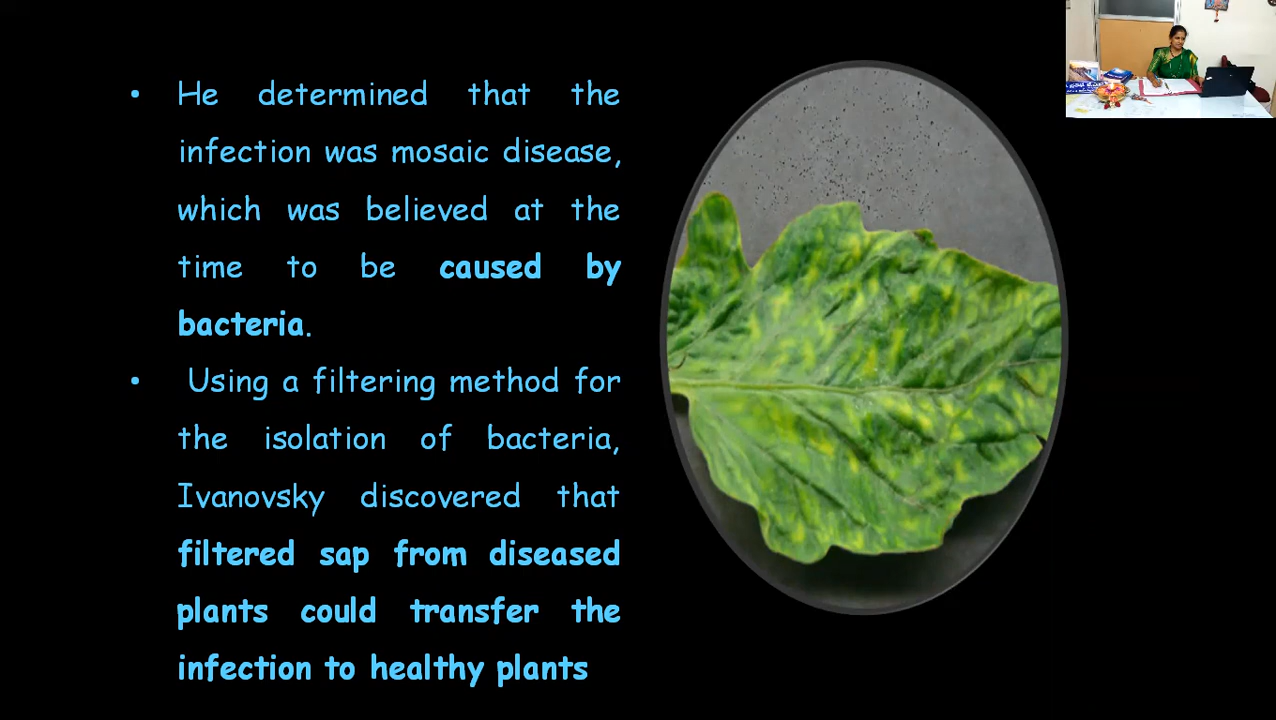 • He determined that the
infection was mosaic disease,
which was believed at the
time to be caused by
bacteria.
• Using a filtering method for
the isolation of bacteria,
Ivanovsky discovered that
filtered sap from diseased
plants could transfer the
infection to healthy plants